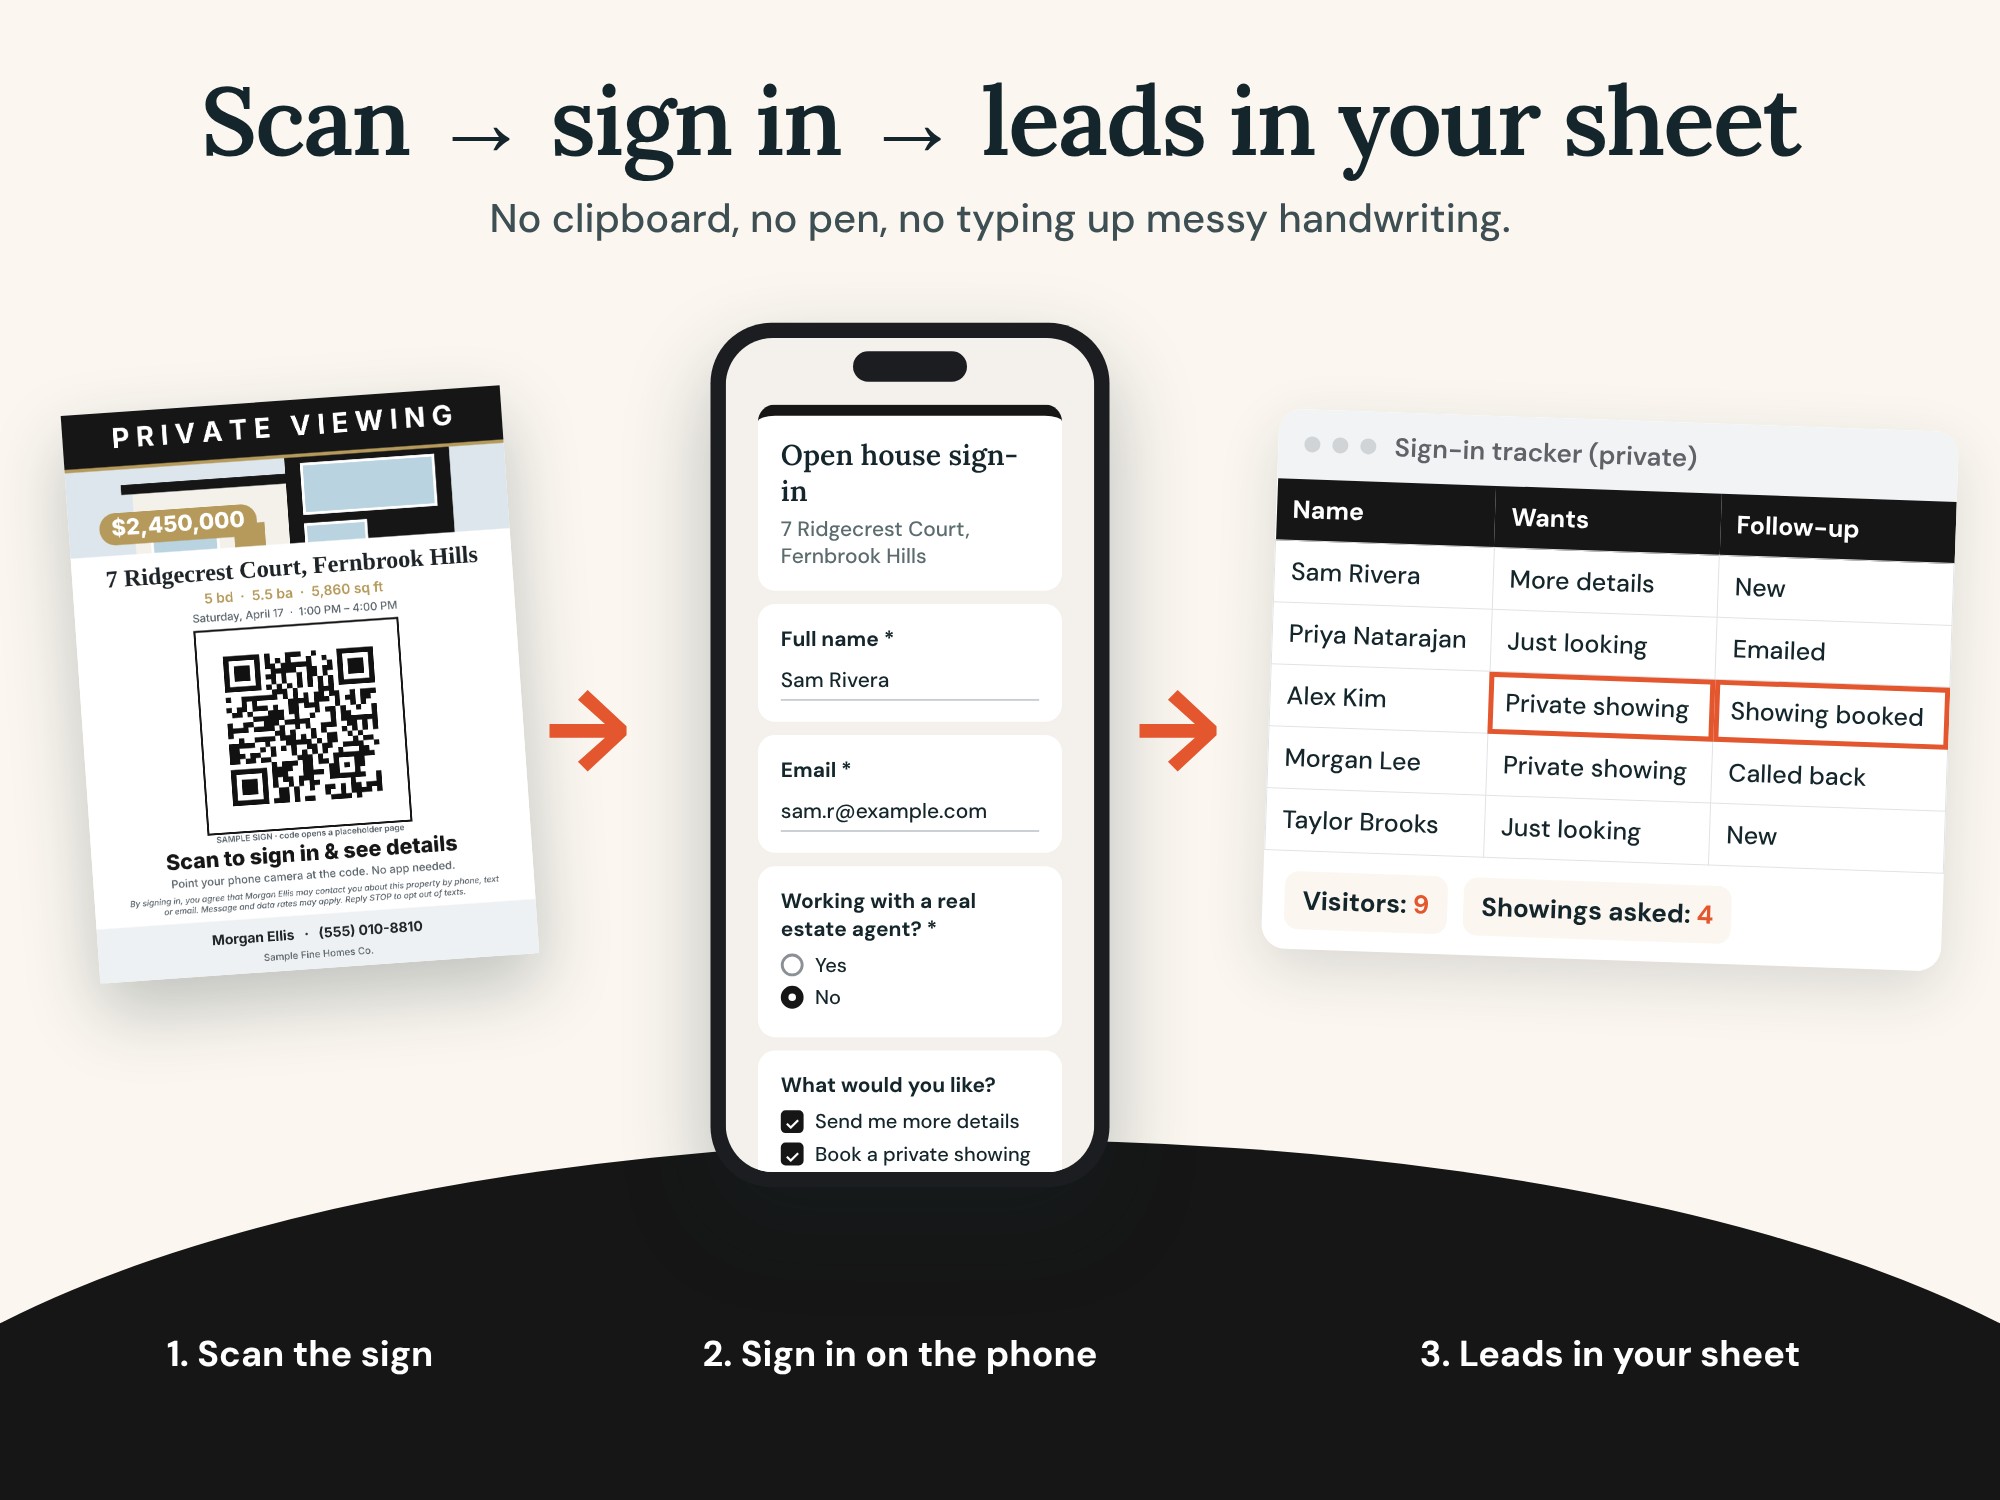 Scan → sign in → leads in your sheet
No clipboard, no pen, no typing up messy handwriting.
PRIVATE VIEWING
$2,450,000
7 Ridgecrest Court, Fernbrook Hills
5 bd · 5.5 ba · 5,860 sq ft
Saturday, April 17 · 1:00 PM – 4:00 PM
SAMPLE SIGN · code opens a placeholder page
Scan to sign in & see details
Point your phone camera at the code. No app needed.
By signing in, you agree that Morgan Ellis may contact you about this property by phone, text
or email. Message and data rates may apply. Reply STOP to opt out of texts.
Morgan Ellis · (555) 010-8810
Sample Fine Homes Co.
Open house sign-
in
7 Ridgecrest Court,
Fernbrook Hills
Full name *
Sam Rivera
Email *
sam.r@example.com
Working with a real
estate agent? *
Yes
No
What would you like?
Send me more details
Book a private showing
Sign-in tracker (private)
Name Wants Follow-up
Sam Rivera More details New
Priya Natarajan Just looking Emailed
Alex Kim Private showing Showing booked
Morgan Lee Private showing Called back
Taylor Brooks Just looking New
Visitors: 9 Showings asked: 4
1. Scan the sign
2. Sign in on the phone
3. Leads in your sheet